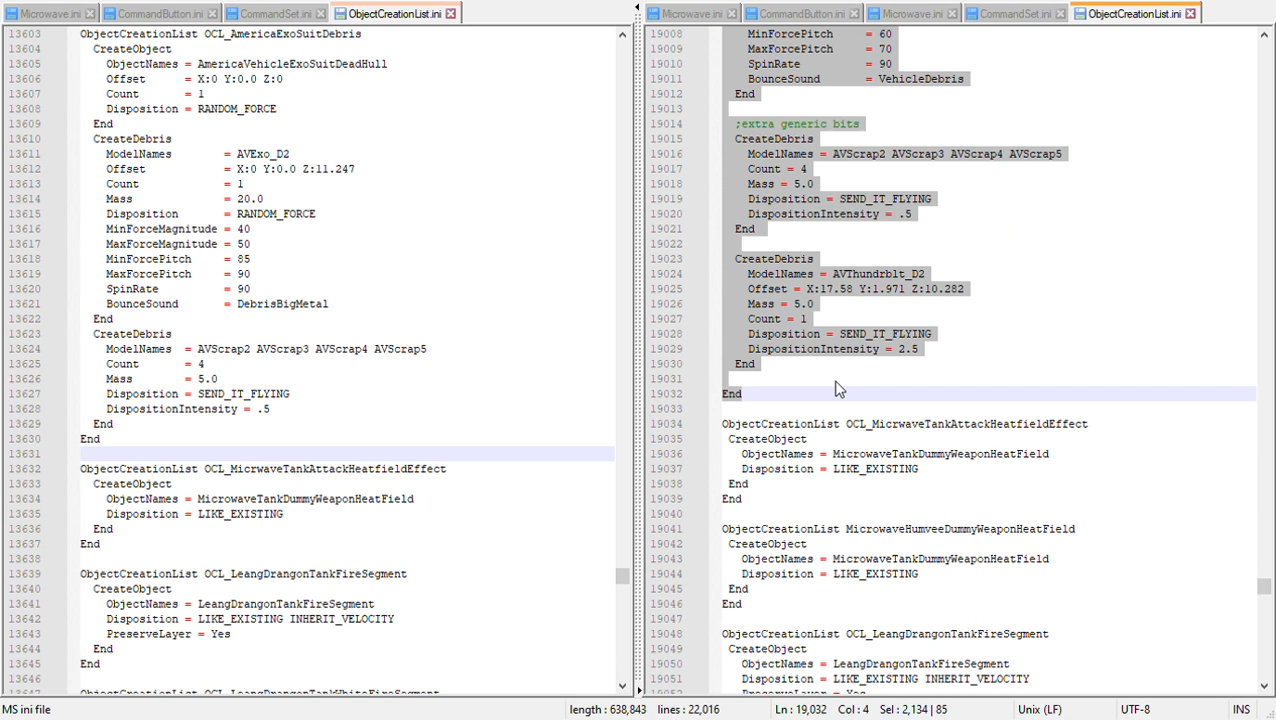 Microwave.ini CommandButton.ini CommandSet.ini ObjectCreationList.ini
13603 ObjectCreationList OCL_AmericaExoSuitDebris
13604 CreateObject
13605 ObjectNames = AmericaVehicleExoSuitDeadHull
13606 Offset = X:0 Y:0.0 Z:0
13607 Count = 1
13608 Disposition = RANDOM_FORCE
13609 End
13610 CreateDebris
13611 ModelNames = AVExo_D2
13612 Offset = X:0 Y:0.0 Z:11.247
13613 Count = 1
13614 Mass = 20.0
13615 Disposition = RANDOM_FORCE
13616 MinForceMagnitude = 40
13617 MaxForceMagnitude = 50
13618 MinForcePitch = 85
13619 MaxForcePitch = 90
13620 SpinRate = 90
13621 BounceSound = DebrisBigMetal
13622 End
13623 CreateDebris
13624 ModelNames = AVScrap2 AVScrap3 AVScrap4 AVScrap5
13625 Count = 4
13626 Mass = 5.0
13627 Disposition = SEND_IT_FLYING
13628 DispositionIntensity = .5
13629 End
13630 End
13631
13632 ObjectCreationList OCL_MicrwaveTankAttackHeatfieldEffect
13633 CreateObject
13634 ObjectNames = MicrowaveTankDummyWeaponHeatField
13635 Disposition = LIKE_EXISTING
13636 End
13637 End
13638
13639 ObjectCreationList OCL_LeangDrangonTankFireSegment
13640 CreateObject
13641 ObjectNames = LeangDrangonTankFireSegment
13642 Disposition = LIKE_EXISTING INHERIT_VELOCITY
13643 PreserveLayer = Yes
13644 End
13645 End
13646
13647 ObjectCreationList OCL_LeangDrangonTankWhiteFireSegment
Microwave.ini CommandButton.ini Microwave.ini CommandSet.ini ObjectCreationList.ini
19008 MinForcePitch = 60
19009 MaxForcePitch = 70
19010 SpinRate = 90
19011 BounceSound = VehicleDebris
19012 End
19013
19014 ;extra generic bits
19015 CreateDebris
19016 ModelNames = AVScrap2 AVScrap3 AVScrap4 AVScrap5
19017 Count = 4
19018 Mass = 5.0
19019 Disposition = SEND_IT_FLYING
19020 DispositionIntensity = .5
19021 End
19022
19023 CreateDebris
19024 ModelNames = AVThundrblt_D2
19025 Offset = X:17.58 Y:1.971 Z:10.282
19026 Mass = 5.0
19027 Count = 1
19028 Disposition = SEND_IT_FLYING
19029 DispositionIntensity = 2.5
19030 End
19031
19032 End
19033
19034 ObjectCreationList OCL_MicrwaveTankAttackHeatfieldEffect
19035 CreateObject
19036 ObjectNames = MicrowaveTankDummyWeaponHeatField
19037 Disposition = LIKE_EXISTING
19038 End
19039 End
19040
19041 ObjectCreationList MicrowaveHumveeDummyWeaponHeatField
19042 CreateObject
19043 ObjectNames = MicrowaveTankDummyWeaponHeatField
19044 Disposition = LIKE_EXISTING
19045 End
19046 End
19047
19048 ObjectCreationList OCL_LeangDrangonTankFireSegment
19049 CreateObject
19050 ObjectNames = LeangDrangonTankFireSegment
19051 Disposition = LIKE_EXISTING INHERIT_VELOCITY
19052 PreserveLayer = Yes
MS ini file length : 638,843 lines : 22,016 Ln : 19,032 Col : 4 Sel : 2,134 | 85 Unix (LF) UTF-8 INS